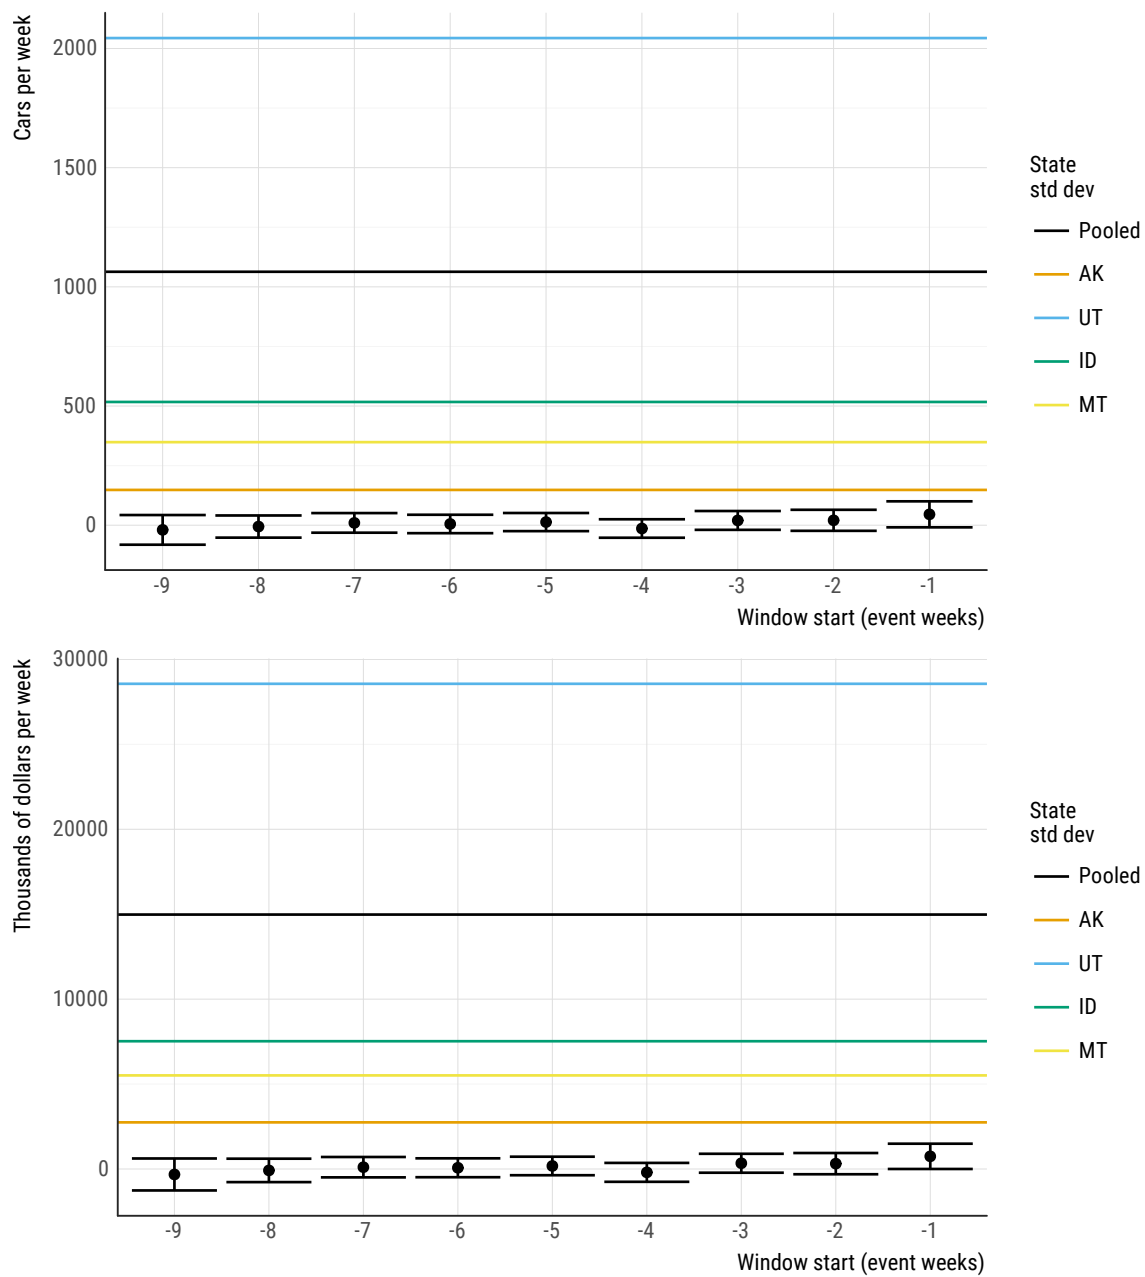 Cars per week
2000
1500
1000
500
0
-9 -8 -7 -6 -5 -4 -3 -2 -1
Window start (event weeks)
State
std dev
Pooled
AK
UT
ID
MT
Thousands of dollars per week
30000
20000
10000
0
-9 -8 -7 -6 -5 -4 -3 -2 -1
Window start (event weeks)
State
std dev
Pooled
AK
UT
ID
MT